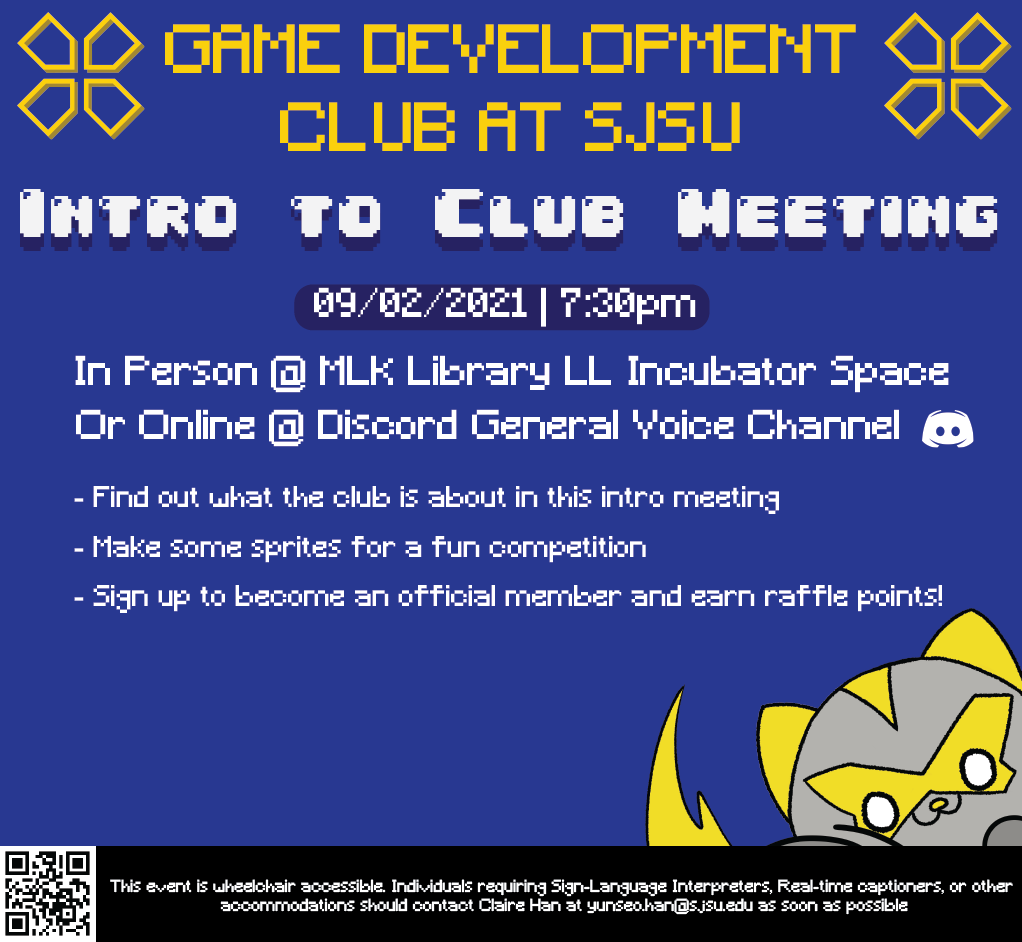 GAME DEVELOPMENT
CLUB AT SJSU
INTRO TO CLUB MEETING
09/02/2021 | 7:30pm
In Person @ MLK Library LL Incubator Space
Or Online @ Discord General Voice Channel
- Find out what the club is about in this intro meeting
- Make some sprites for a fun competition
- Sign up to become an official member and earn raffle points!
This event is wheelchair accessible. Individuals requiring Sign-Language Interpreters, Real-time captioners, or other
accommodations should contact Claire Han at yunseo.han@sjsu.edu as soon as possible